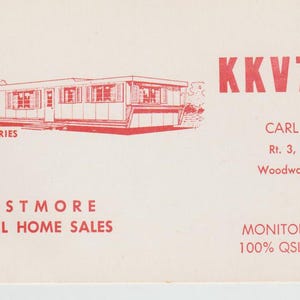 KKV7
RIES
CARL
Rt. 3,
Woodwa
STMORE
L HOME SALES
MONITO
100% QSL